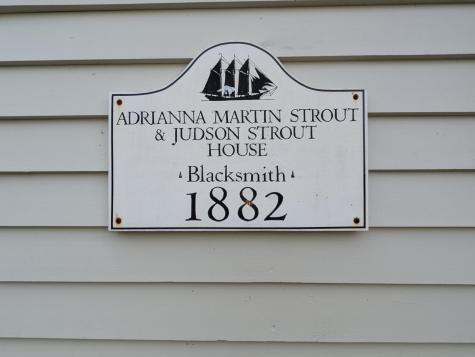 ADRIANNA MARTIN STROUT
& JUDSON STROUT
HOUSE
Blacksmith
1882